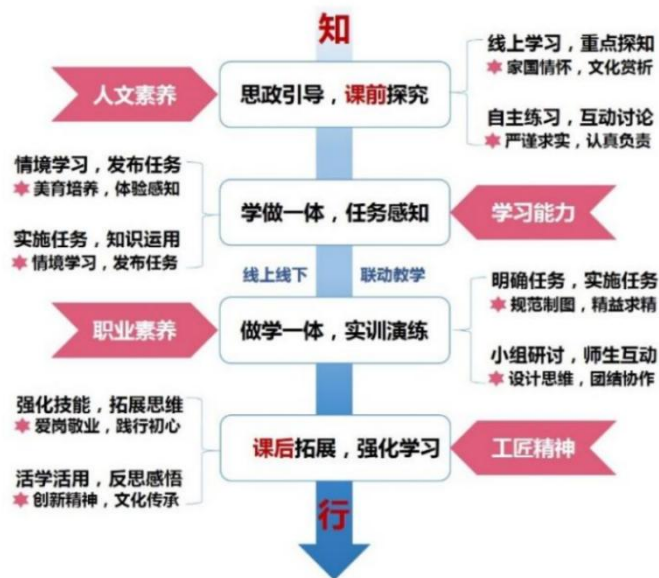 知
人文素养
思政引导，课前探究
线上学习，重点探知
家国情怀，文化赏析
自主练习，互动讨论
严谨求实，认真负责
情境学习，发布任务
美育培养，体验感知
实施任务，知识运用
情境学习，发布任务
学做一体，任务感知
学习能力
线上线下 联动教学
职业素养
做学一体，实训演练
明确任务，实施任务
规范制图，精益求精
小组研讨，师生互动
设计思维，团结协作
强化技能，拓展思维
爱岗敬业，践行初心
活学活用，反思感悟
创新精神，文化传承
课后拓展，强化学习
工匠精神
行